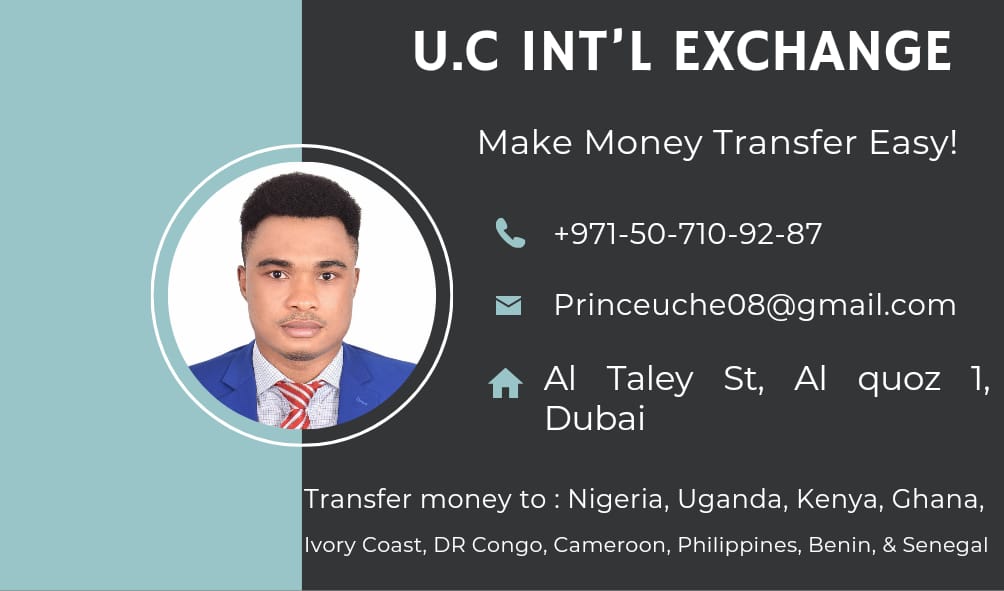 U.C INT'L EXCHANGE
Make Money Transfer Easy!
+971-50-710-92-87
Princeuche08@gmail.com
Al Taley St, Al quoz 1,
Dubai
Transfer money to : Nigeria, Uganda, Kenya, Ghana,
Ivory Coast, DR Congo, Cameroon, Philippines, Benin, & Senegal